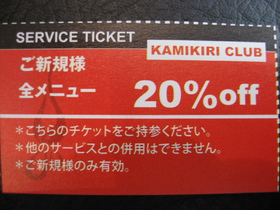 SERVICE TICKET
KAMIKIRI CLUB
ご新規様
全メニュー
20%off
＊こちらのチケットをご持参ください。
＊他のサービスとの併用はできません。
＊ご新規様のみ有効。